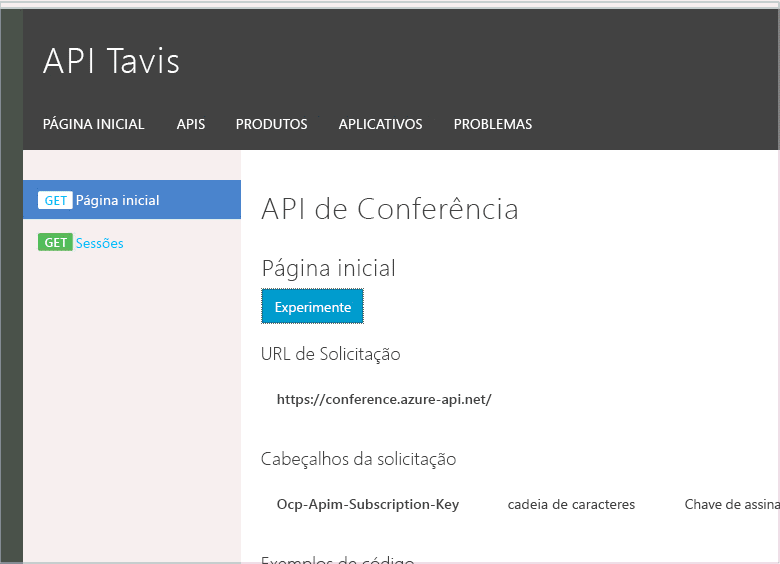 API Tavis
PÁGINA INICIAL APIS PRODUTOS APLICATIVOS PROBLEMAS
GET Página inicial
GET Sessões
API de Conferência
Página inicial
Experimente
URL de Solicitação
https://conference.azure-api.net/
Cabeçalhos da solicitação
Ocp-Apim-Subscription-Key cadeia de caracteres Chave de assina
Exemplos de código